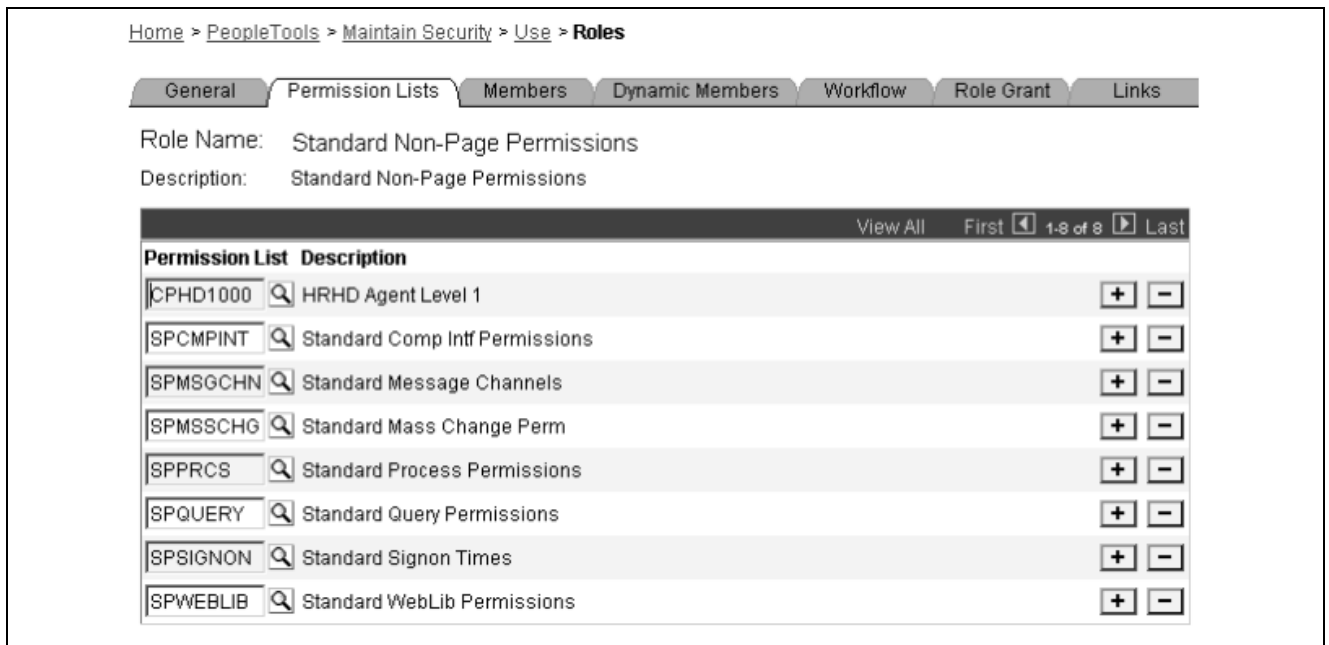 Home > PeopleTools > Maintain Security > Use > Roles
General Permission Lists Members Dynamic Members Workflow Role Grant Links
Role Name: Standard Non-Page Permissions
Description: Standard Non-Page Permissions
View All First 1-8 of 8 Last
Permission List Description
CPHD1000 HRHD Agent Level 1
SPCMPINT Standard Comp Intf Permissions
SPMSGCHN Standard Message Channels
SPMSSCHG Standard Mass Change Perm
SPPRCS Standard Process Permissions
SPQUERY Standard Query Permissions
SPSIGNON Standard Signon Times
SPWEBLIB Standard WebLib Permissions